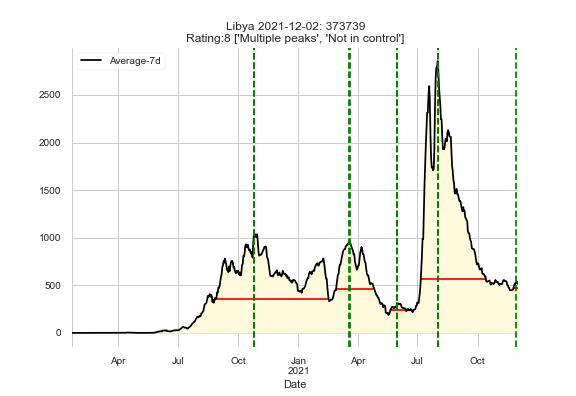 Libya 2021-12-02: 373739
Rating:8 ['Multiple peaks', 'Not in control']
Average-7d
2500
2000
1500
1000
500
0
Apr Jul Oct Jan Apr Jul Oct
2021
Date